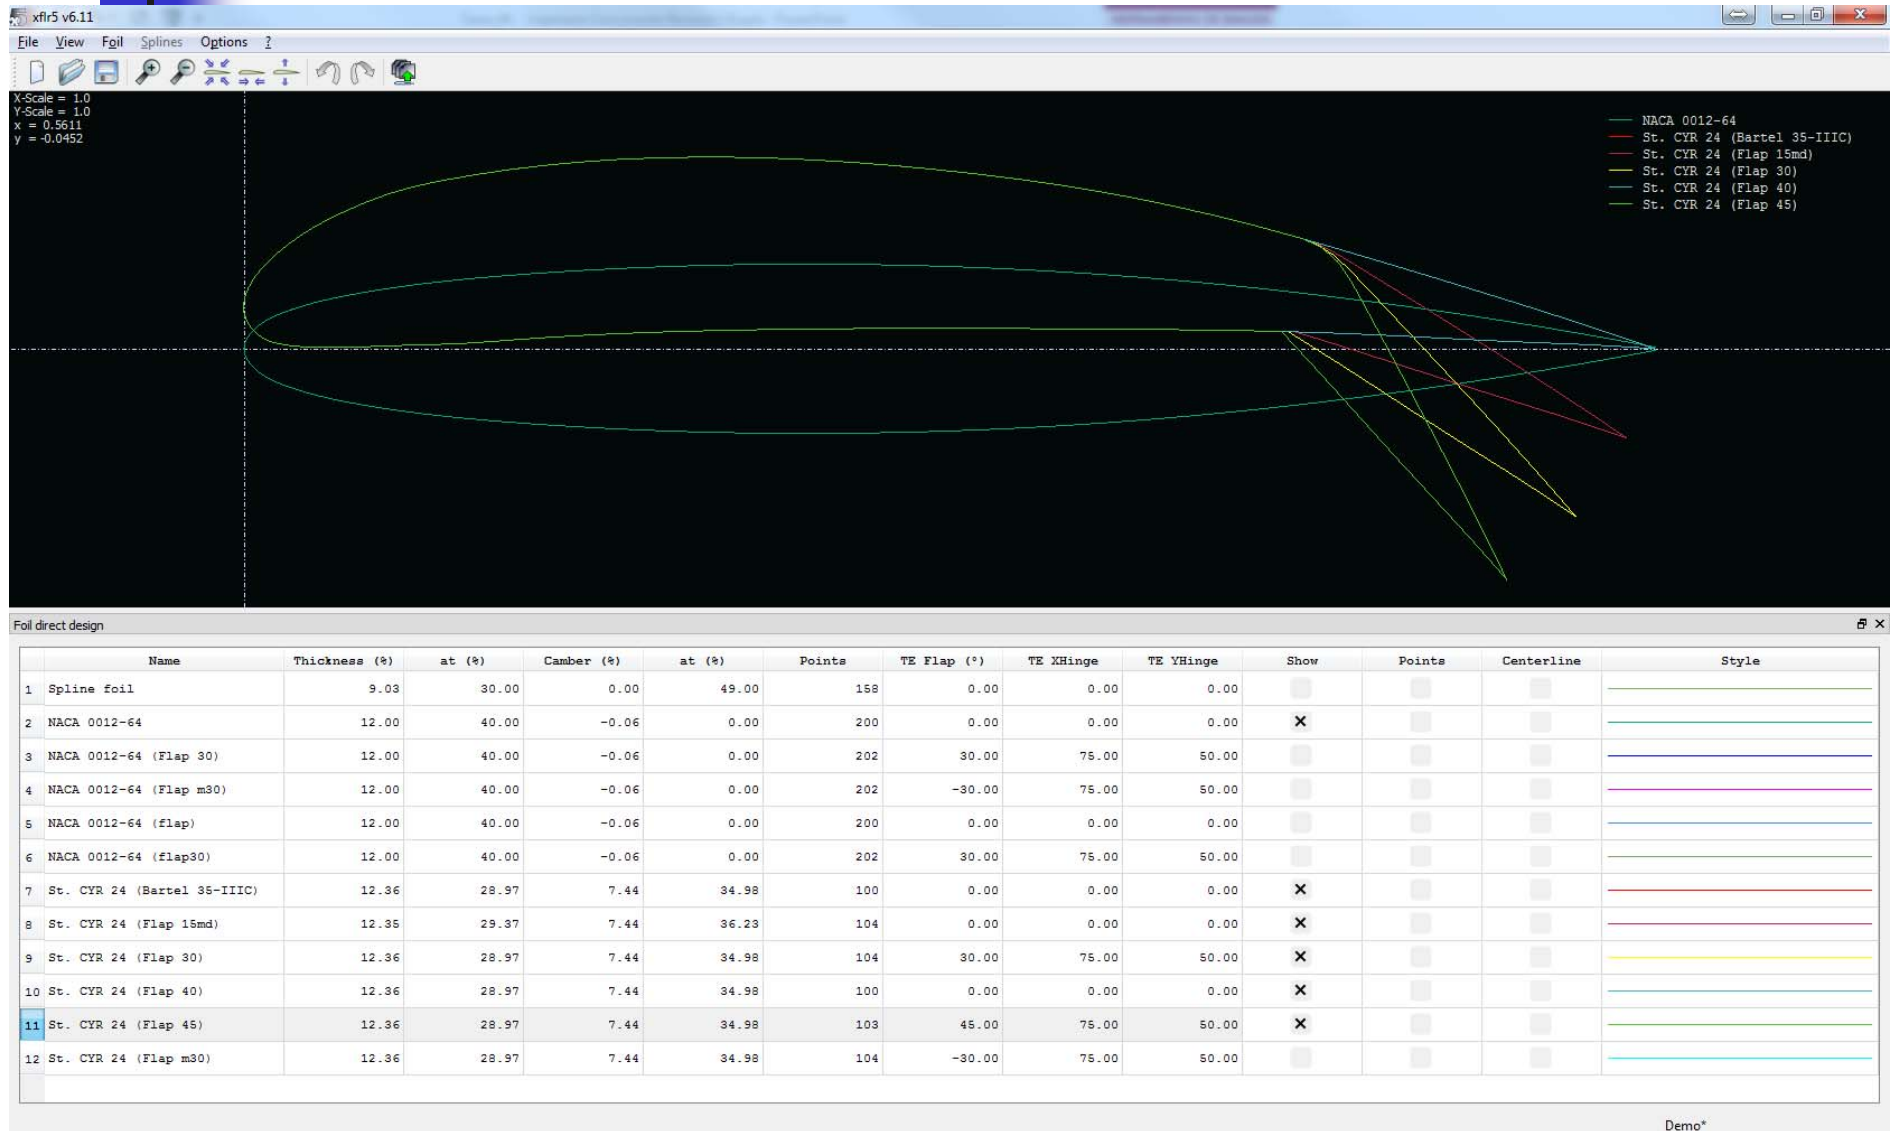 xflr5 v6.11
File View Foil Splines Options ?
X-Scale = 1.0
Y-Scale = 1.0
x = 0.5611
y = -0.0452
NACA 0012-64
St. CYR 24 (Bartel 35-IIIC)
St. CYR 24 (Flap 15md)
St. CYR 24 (Flap 30)
St. CYR 24 (Flap 40)
St. CYR 24 (Flap 45)
Foil direct design
Name Thickness (%) at (%) Camber (%) at (%) Points TE Flap (°) TE XHinge TE YHinge Show Points Centerline Style
1 Spline foil 9.03 30.00 0.00 49.00 158 0.00 0.00 0.00
2 NACA 0012-64 12.00 40.00 -0.06 0.00 200 0.00 0.00 0.00
3 NACA 0012-64 (Flap 30) 12.00 40.00 -0.06 0.00 202 30.00 75.00 50.00
4 NACA 0012-64 (Flap m30) 12.00 40.00 -0.06 0.00 202 -30.00 75.00 50.00
5 NACA 0012-64 (flap) 12.00 40.00 -0.06 0.00 200 0.00 0.00 0.00
6 NACA 0012-64 (flap30) 12.00 40.00 -0.06 0.00 202 30.00 75.00 50.00
7 St. CYR 24 (Bartel 35-IIIC) 12.36 28.97 7.44 34.98 100 0.00 0.00 0.00
8 St. CYR 24 (Flap 15md) 12.35 29.37 7.44 36.23 104 0.00 0.00 0.00
9 St. CYR 24 (Flap 30) 12.36 28.97 7.44 34.98 104 30.00 75.00 50.00
10 St. CYR 24 (Flap 40) 12.36 28.97 7.44 34.98 100 0.00 0.00 0.00
11 St. CYR 24 (Flap 45) 12.36 28.97 7.44 34.98 103 45.00 75.00 50.00
12 St. CYR 24 (Flap m30) 12.36 28.97 7.44 34.98 104 -30.00 75.00 50.00
Demo*